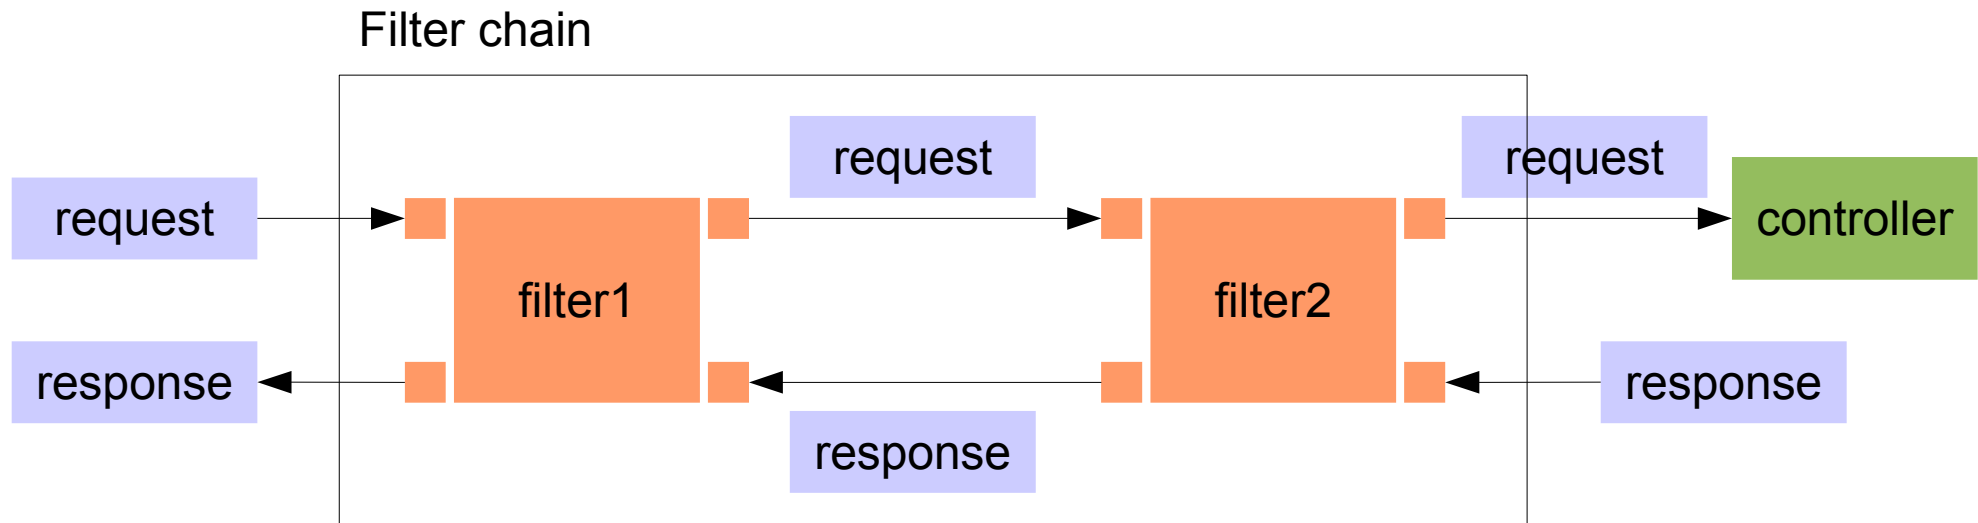 Filter chain
request
request
request
controller
filter1
filter2
response
response
response